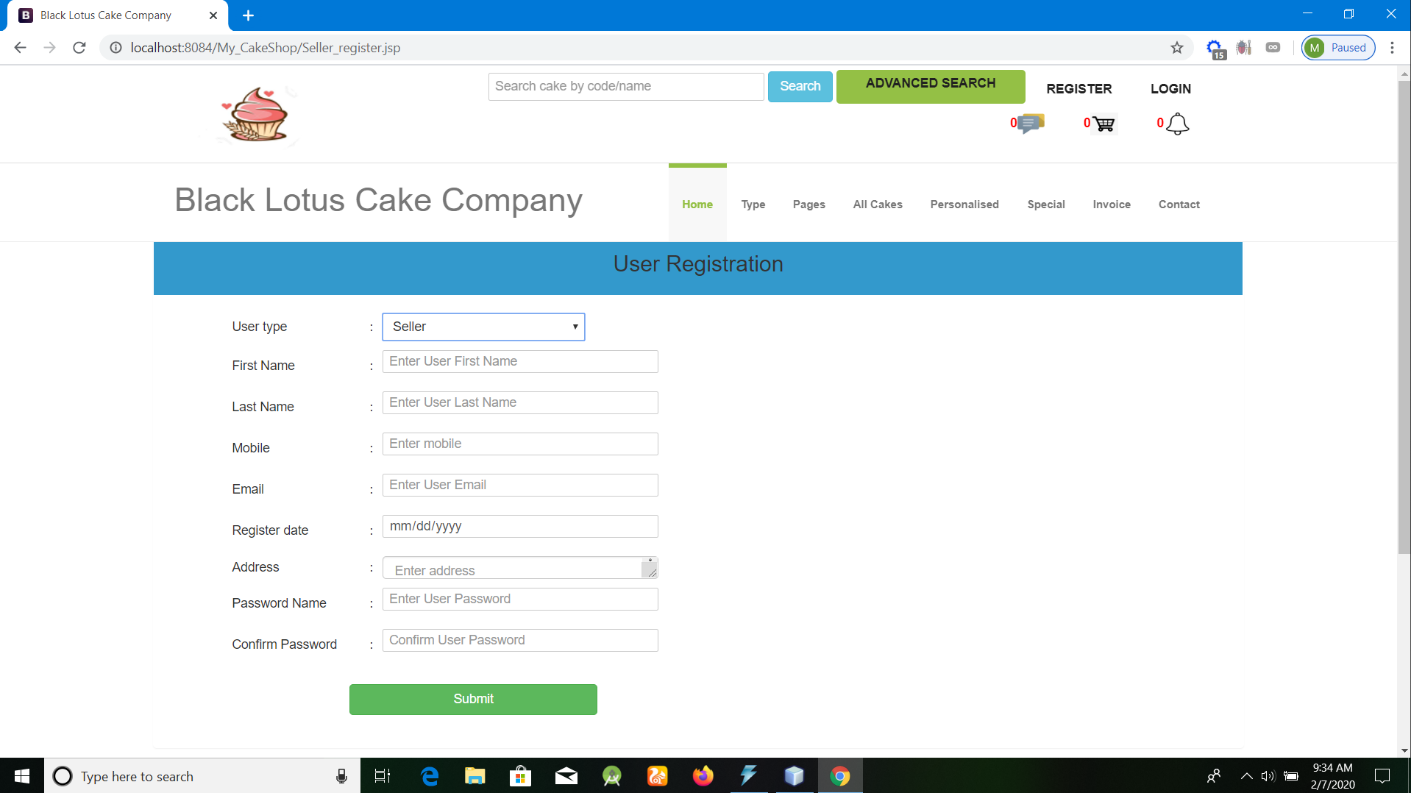 Black Lotus Cake Company
localhost:8084/My_CakeShop/Seller_register.jsp
15
M Paused
Search cake by code/name
Search
ADVANCED SEARCH
REGISTER
LOGIN
0
0
0
Black Lotus Cake Company
Home
Type
Pages
All Cakes
Personalised
Special
Invoice
Contact
User Registration
User type : Seller
First Name : Enter User First Name
Last Name : Enter User Last Name
Mobile : Enter mobile
Email : Enter User Email
Register date : mm/dd/yyyy
Address : Enter address
Password Name : Enter User Password
Confirm Password : Confirm User Password
Submit
Type here to search
9:34 AM
2/7/2020